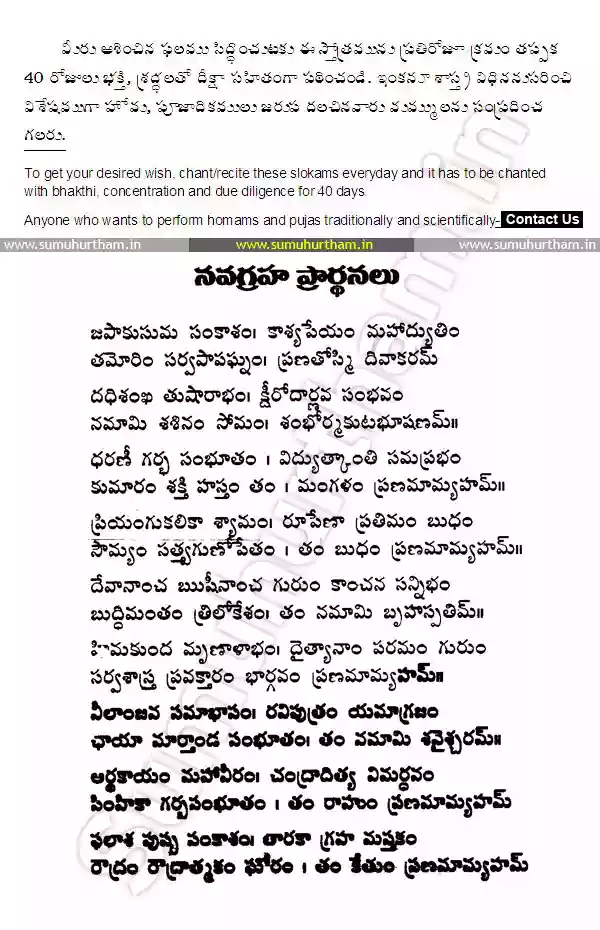 మీరు ఆశించిన ఫలము సిద్ధించుటకు ఈ స్తోత్రమును ప్రతిరోజూ క్రమం తప్పక
40 రోజులు భక్తి, శ్రద్ధలతో దీక్షా సహితంగా పఠించండి. ఇంకనూ శాస్త్ర విధిననుసరించి
విశేషముగా హోమ, పూజాదికములు జరుప దలచినవారు మమ్ములను సంప్రదించ
గలరు.
To get your desired wish, chant/recite these slokams everyday and it has to be chanted
with bhakthi, concentration and due diligence for 40 days.
Anyone who wants to perform homams and pujas traditionally and scientifically- Contact Us
www.sumuhurtham.in www.sumuhurtham.in www.sumuhurtham.in
నవగ్రహ ప్రార్థనలు
జపాకుసుమ సంకాశం। కాశ్యపేయం మహాద్యుతిం
తమోరిం సర్వపాపఘ్నం। ప్రణతోస్మి దివాకరమ్
దధిశంఖ తుషారాభం। క్షీరోదార్ణవ సంభవం
నమామి శశినం సోమం। శంభోర్మకుటభూషణమ్॥
ధరణీ గర్భ సంభూతం । విద్యుత్కాంతి సమప్రభం
కుమారం శక్తి హస్తం తం । మంగళం ప్రణమామ్యహమ్॥
ప్రియంగుకలికా శ్యామం। రూపేణా ప్రతిమం బుధం
సౌమ్యం సత్త్వగుణోపేతం । తం బుధం ప్రణమామ్యహమ్॥
దేవానాంచ ఋషీనాంచ గురుం కాంచన సన్నిభం
బుద్ధిమంతం త్రిలోకేశం। తం నమామి బృహస్పతిమ్॥
హిమకుంద మృణాళాభం। దైత్యానాం పరమం గురుం
సర్వశాస్త్ర ప్రవక్తారం భార్గవం ప్రణమామ్యహమ్॥
నీలాంజన సమాభాసం। రవిపుత్రం యమాగ్రజం
ఛాయా మార్తాండ సంభూతం। తం నమామి శనైశ్చరమ్॥
అర్ధకాయం మహావీరం। చంద్రాదిత్య విమర్ధనం
సింహికా గర్భసంభూతం । తం రాహుం ప్రణమామ్యహమ్
ఫలాశ పుష్ప సంకాశం। తారకా గ్రహ మస్తకం
రౌద్రం రౌద్రాత్మకం ఘోరం । తం కేతుం ప్రణమామ్యహమ్
sumuhurtham.in